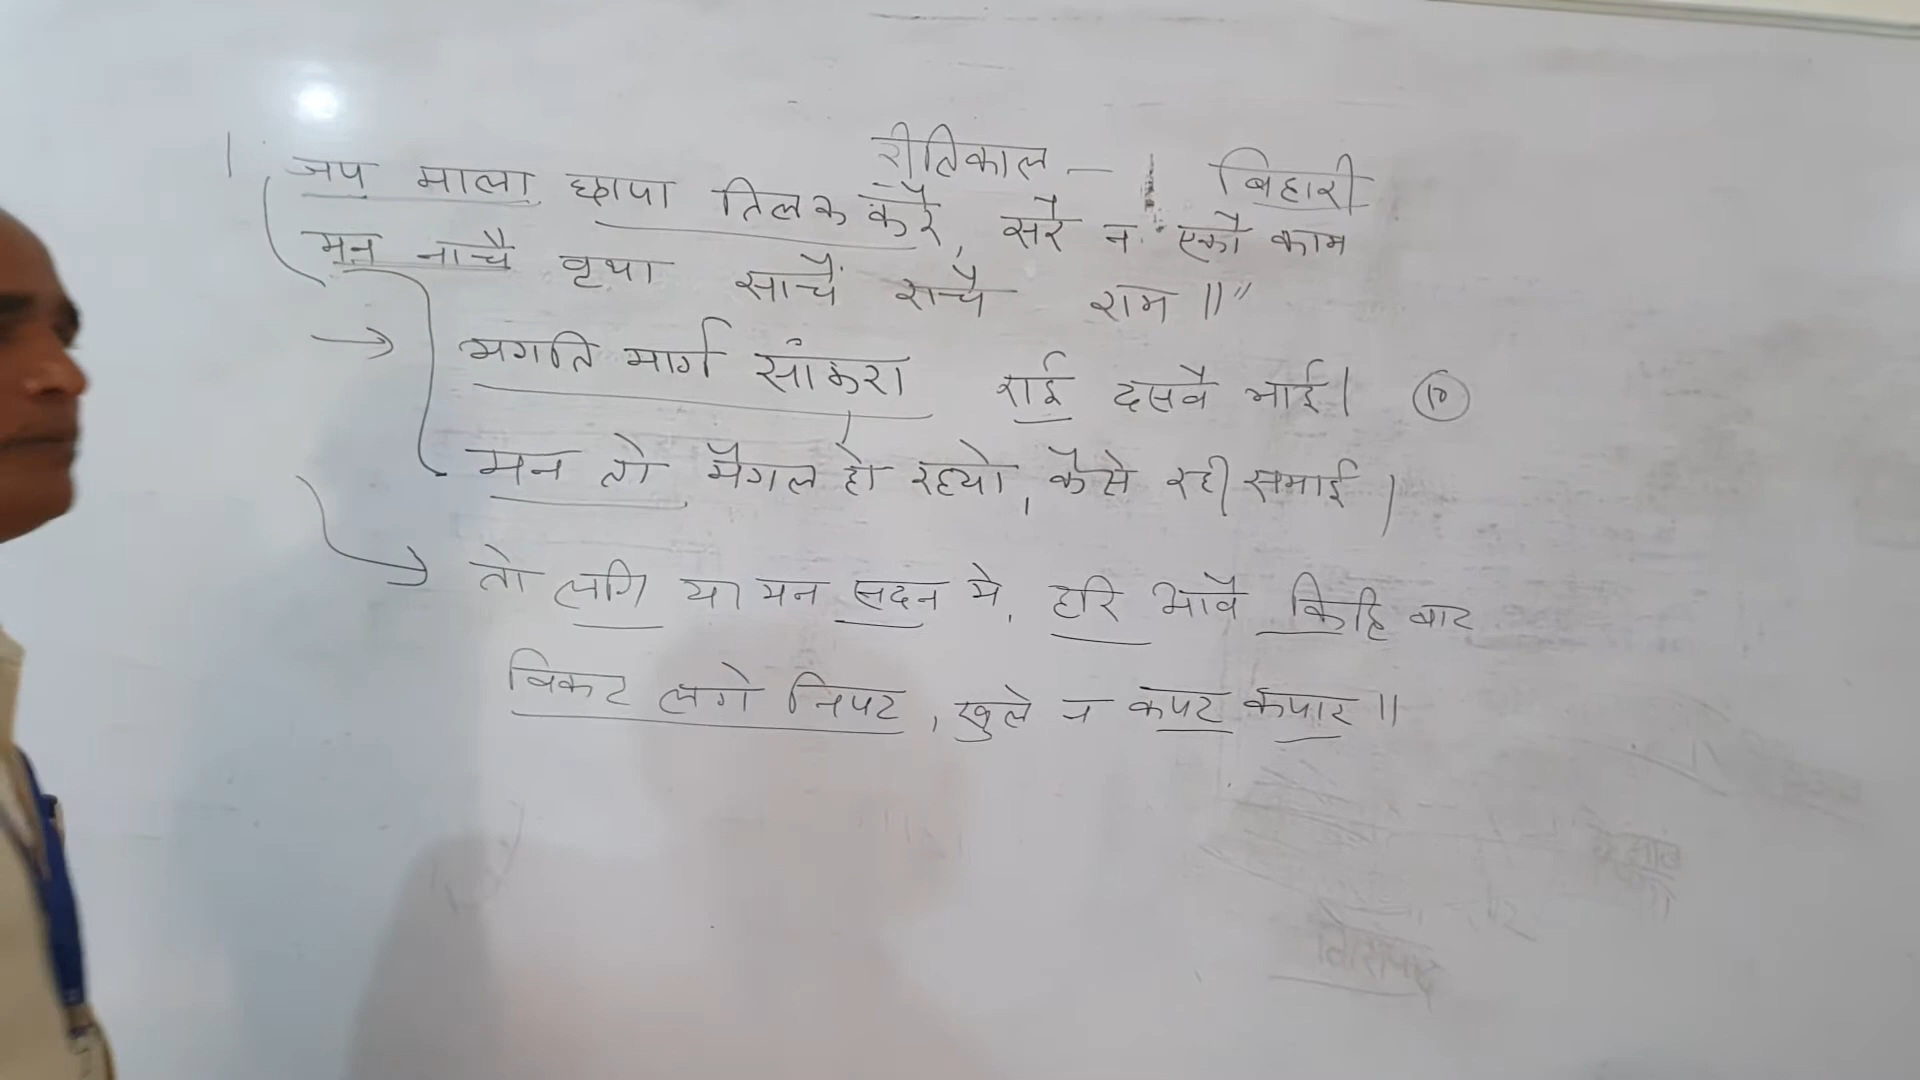 रीतिकाल - बिहारी
जप माला छापा तिलक करै, सरै न एकौ काम
मन नाचै वृथा साचैं राचै राम ॥"
→ भगति मार्ग सांकरा राई दसवै भाई। (10)
मन तो मैगल हो रहयो, कैसे रही समाई।
→ तो लगि या मन सदन मे, हरि आवै किहि बाट
विकट लगे निपट, खुले न कपट कपार ॥